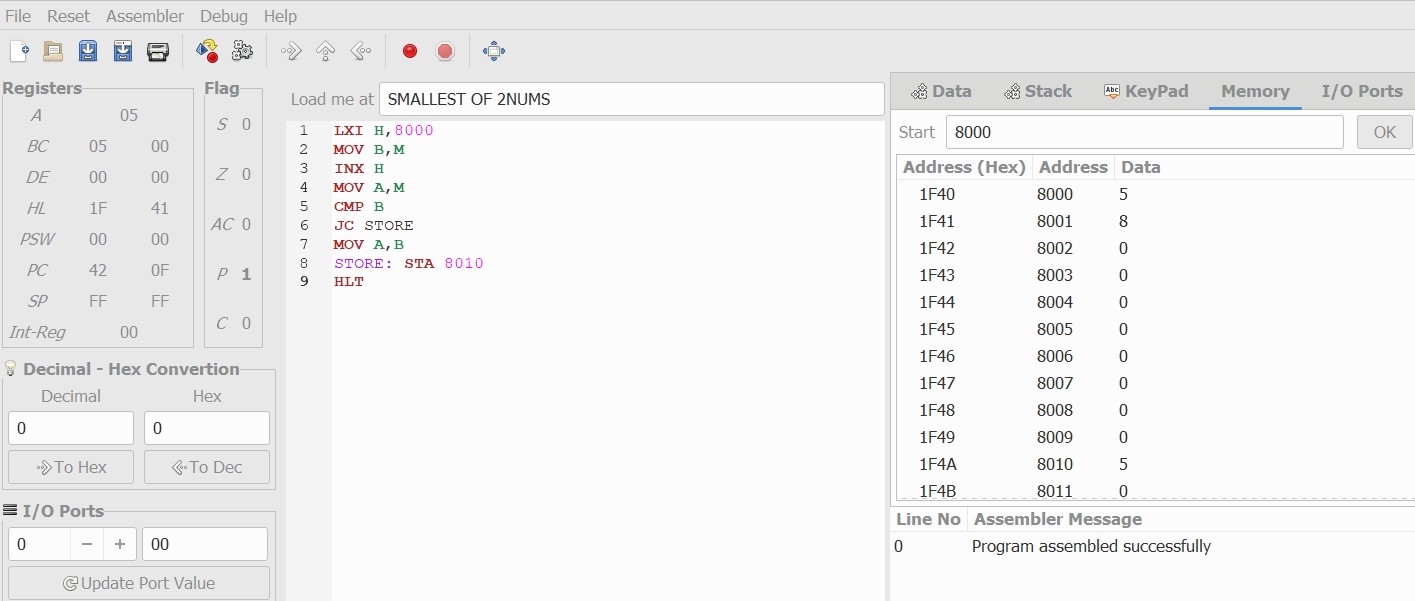 File Reset Assembler Debug Help
Registers
A 05
BC 05 00
DE 00 00
HL 1F 41
PSW 00 00
PC 42 0F
SP FF FF
Int-Reg 00
Flag
S 0
Z 0
AC 0
P 1
C 0
Decimal - Hex Convertion
Decimal Hex
0 0
To Hex To Dec
I/O Ports
0 − + 00
Update Port Value
Load me at SMALLEST OF 2NUMS
1 LXI H,8000
2 MOV B,M
3 INX H
4 MOV A,M
5 CMP B
6 JC STORE
7 MOV A,B
8 STORE: STA 8010
9 HLT
Data Stack Abc KeyPad Memory I/O Ports
Start 8000 OK
Address (Hex) Address Data
1F40 8000 5
1F41 8001 8
1F42 8002 0
1F43 8003 0
1F44 8004 0
1F45 8005 0
1F46 8006 0
1F47 8007 0
1F48 8008 0
1F49 8009 0
1F4A 8010 5
1F4B 8011 0
Line No Assembler Message
0 Program assembled successfully